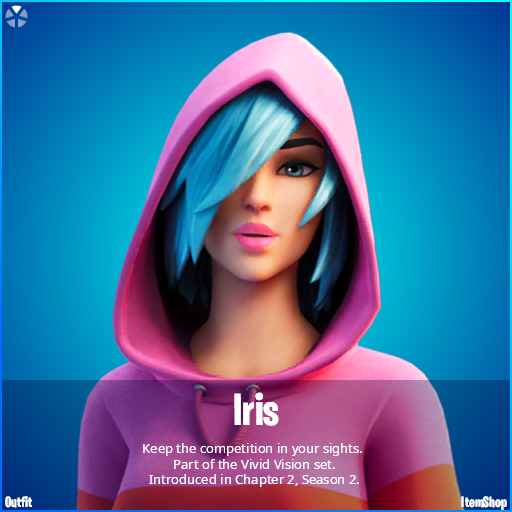 Iris
Keep the competition in your sights.
Part of the Vivid Vision set.
Introduced in Chapter 2, Season 2.
Outfit
ItemShop